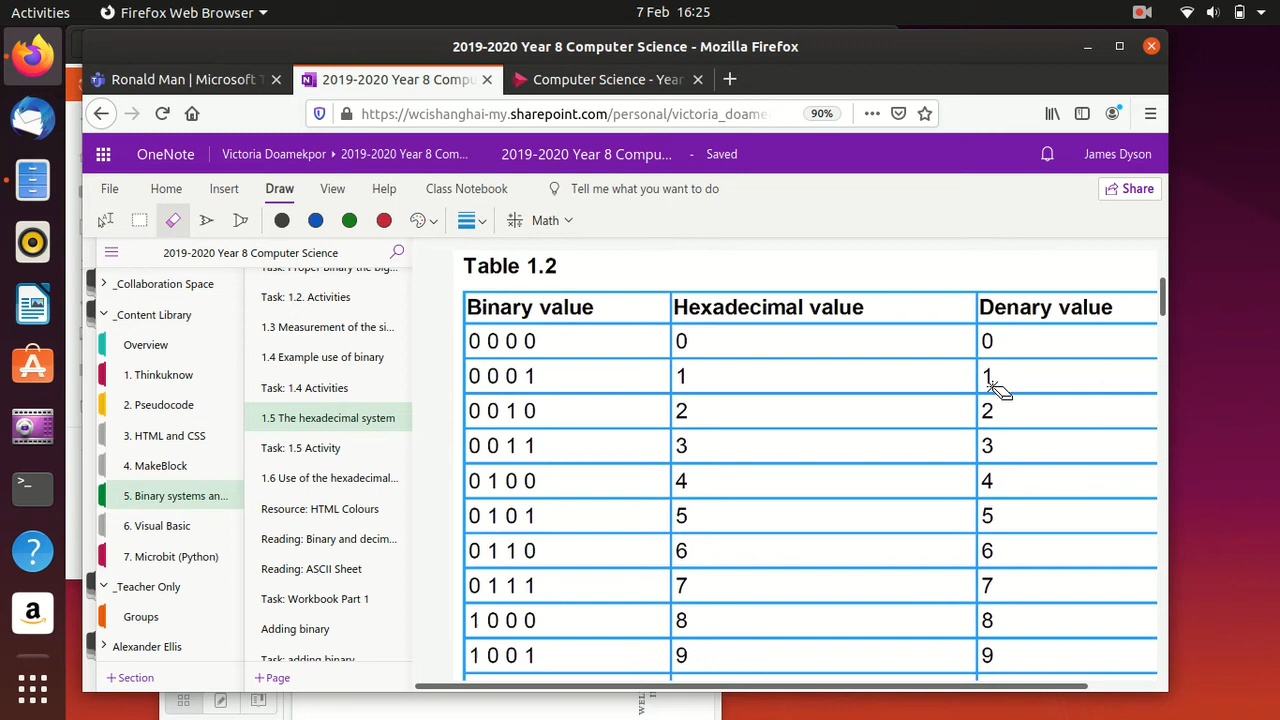 Activities Firefox Web Browser 7 Feb 16:25
2019-2020 Year 8 Computer Science - Mozilla Firefox
Ronald Man | Microsoft T 2019-2020 Year 8 Compu Computer Science - Year
https://wcishanghai-my.sharepoint.com/personal/victoria_doame 90%
OneNote Victoria Doamekpor 2019-2020 Year 8 Com... 2019-2020 Year 8 Compu... - Saved James Dyson
File Home Insert Draw View Help Class Notebook Tell me what you want to do Share
Math
2019-2020 Year 8 Computer Science
_Collaboration Space
_Content Library
Overview
1. Thinkuknow
2. Pseudocode
3. HTML and CSS
4. MakeBlock
5. Binary systems an...
6. Visual Basic
7. Microbit (Python)
_Teacher Only
Groups
Alexander Ellis
+ Section
Task: Proper Binary the big...
Task: 1.2. Activities
1.3 Measurement of the si...
1.4 Example use of binary
Task: 1.4 Activities
1.5 The hexadecimal system
Task: 1.5 Activity
1.6 Use of the hexadecimal...
Resource: HTML Colours
Reading: Binary and decim...
Reading: ASCII Sheet
Task: Workbook Part 1
Adding binary
Task: adding binary
+ Page
Table 1.2
Binary value Hexadecimal value Denary value
0 0 0 0 0 0
0 0 0 1 1 1
0 0 1 0 2 2
0 0 1 1 3 3
0 1 0 0 4 4
0 1 0 1 5 5
0 1 1 0 6 6
0 1 1 1 7 7
1 0 0 0 8 8
1 0 0 1 9 9